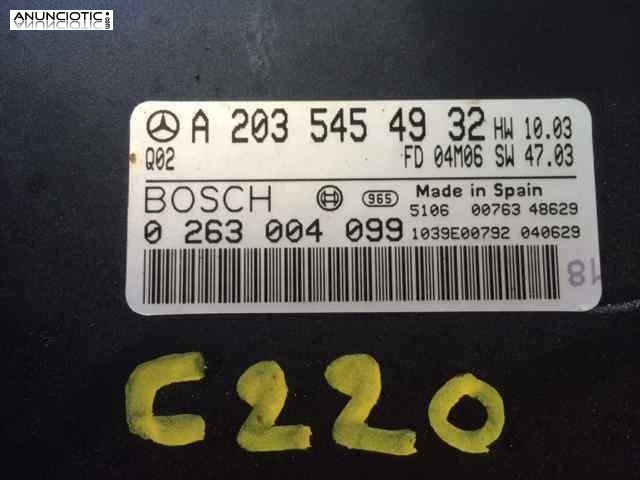 ANUNCIOTIC.com
A 203 545 49 32 HW 10.03
Q02 FD 04M06 SW 47.03
BOSCH 965 Made in Spain
5106 00763 48629
0 263 004 099 1039E00792 040629
18
C220